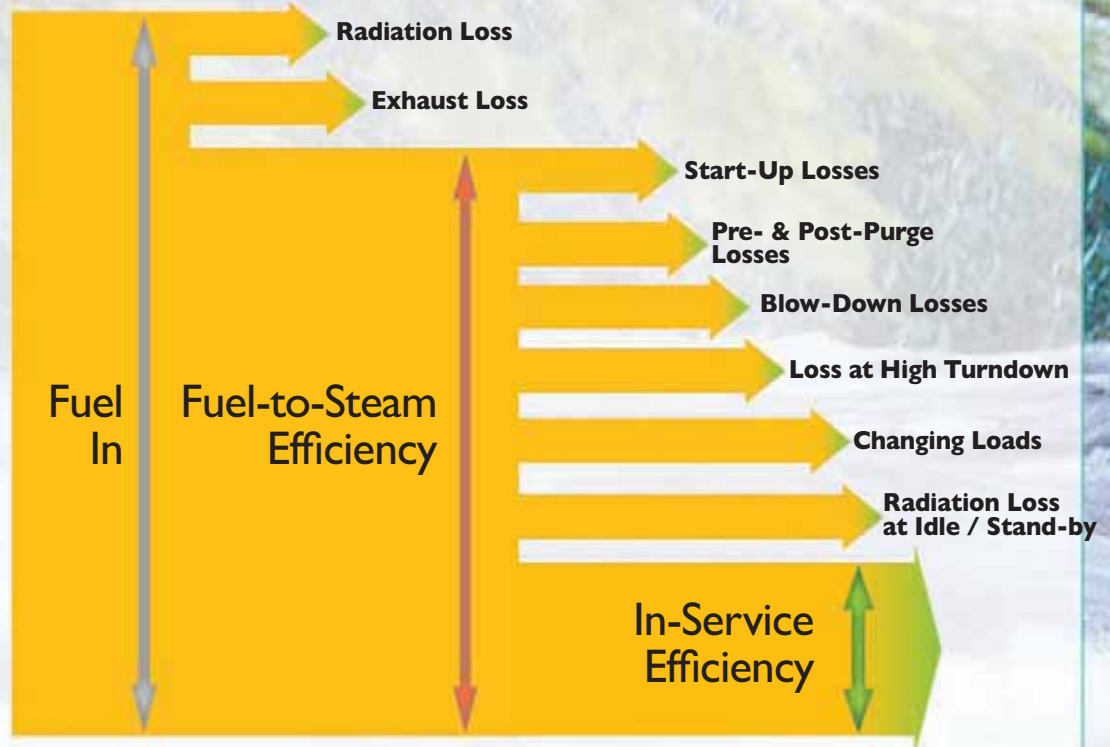 Radiation Loss
Exhaust Loss
Start-Up Losses
Pre- & Post-Purge
Losses
Blow-Down Losses
Loss at High Turndown
Changing Loads
Radiation Loss
at Idle / Stand-by
Fuel
In
Fuel-to-Steam
Efficiency
In-Service
Efficiency